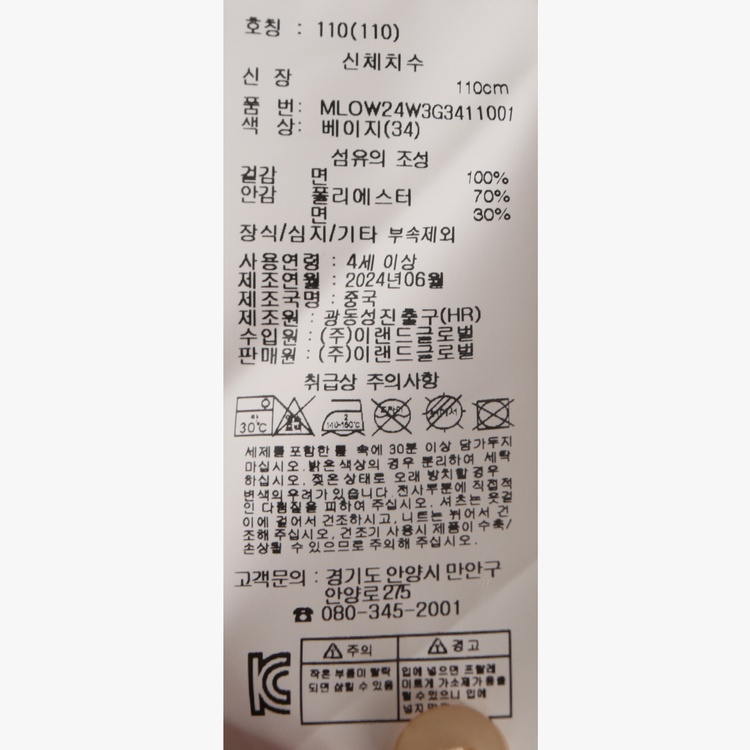 호칭 : 110(110)
신체치수
신 장 110cm
품 번: MLOW24W3G3411001
색 상: 베이지(34)
섬유의 조성
겉감 면 100%
안감 폴리에스터 70%
면 30%
장식/심지/기타 부속제외
사용연령 : 4세 이상
제조연월 : 2024년06월
제조국명 : 중국
제조원 : 광동성진출구(HR)
수입원 : (주)이랜드글로벌
판매원 : (주)이랜드글로벌
취급상 주의사항
약 30℃ 2 140-160℃ 드라이
세제를 포함한 물 속에 30분 이상 담가두지
마십시오.밝은색상의 경우 분리하여 세탁
하십시오. 젖은 상태로 오래 방치할 경우
변색의우려가있습니다.전사부분에 직접적
인 다림질을 피하여 주십시오. 셔츠는 옷걸
이에 걸어서 건조하시고, 니트는 뉘어서 건
조해 주십시오. 건조기 사용시 제품이 수축/
손상될 수 있으므로 주의해 주십시오.
고객문의 : 경기도 안양시 만안구
안양로275
☎ 080-345-2001
KC
⚠주의
작은 부품이 탈락
되면 삼킬 수 있음
⚠경고
입에 넣으면 프탈레
이트계 가소제가 용출
될 수있으니 입에
넣지